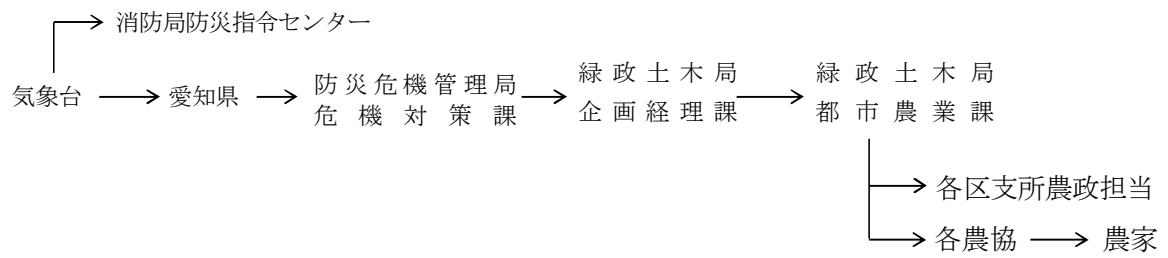 消防局防災指令センター
気象台 愛知県 防災危機管理局 緑政土木局 緑政土木局
危機対策課 企画経理課 都市農業課
各区支所農政担当
各農協 農家